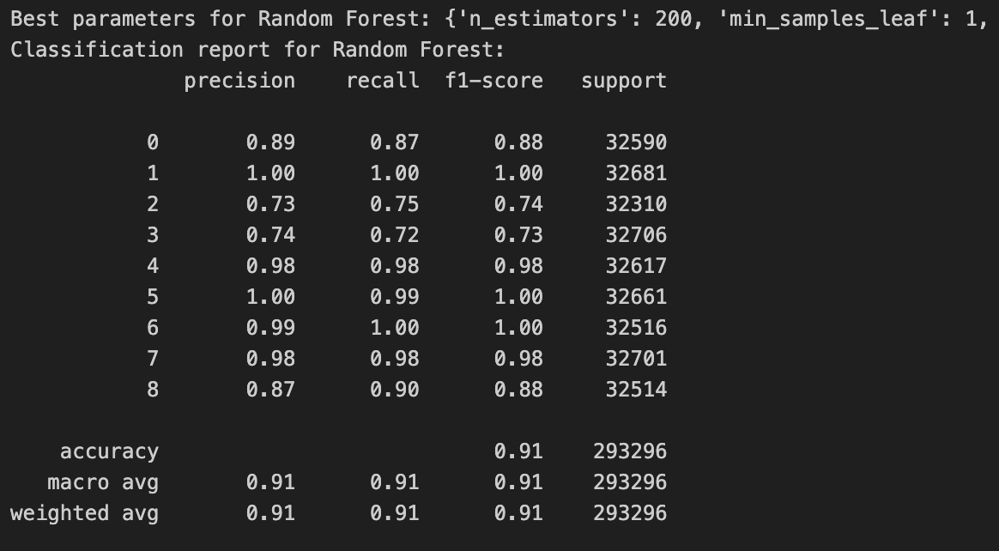 Best parameters for Random Forest: {'n_estimators': 200, 'min_samples_leaf': 1,
Classification report for Random Forest:
precision recall f1-score support
0 0.89 0.87 0.88 32590
1 1.00 1.00 1.00 32681
2 0.73 0.75 0.74 32310
3 0.74 0.72 0.73 32706
4 0.98 0.98 0.98 32617
5 1.00 0.99 1.00 32661
6 0.99 1.00 1.00 32516
7 0.98 0.98 0.98 32701
8 0.87 0.90 0.88 32514
accuracy 0.91 293296
macro avg 0.91 0.91 0.91 293296
weighted avg 0.91 0.91 0.91 293296